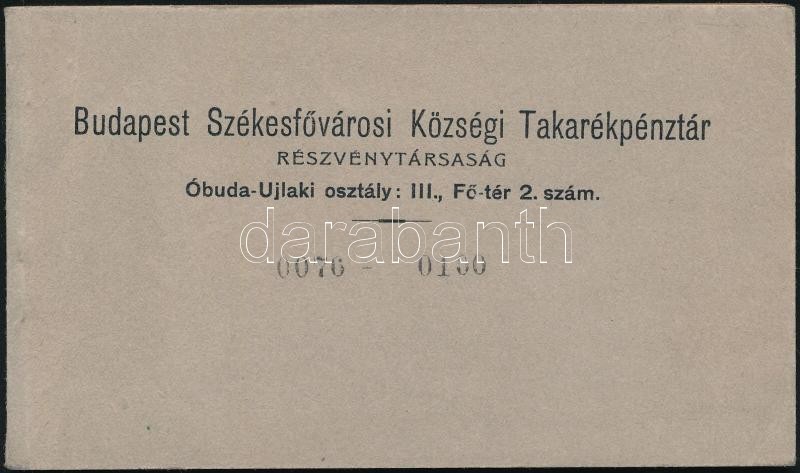 Budapest Székesfővárosi Községi Takarékpénztár
RÉSZVÉNYTÁRSASÁG
Óbuda-Ujlaki osztály: III., Fő-tér 2. szám.
darabanth
0076 - 0100